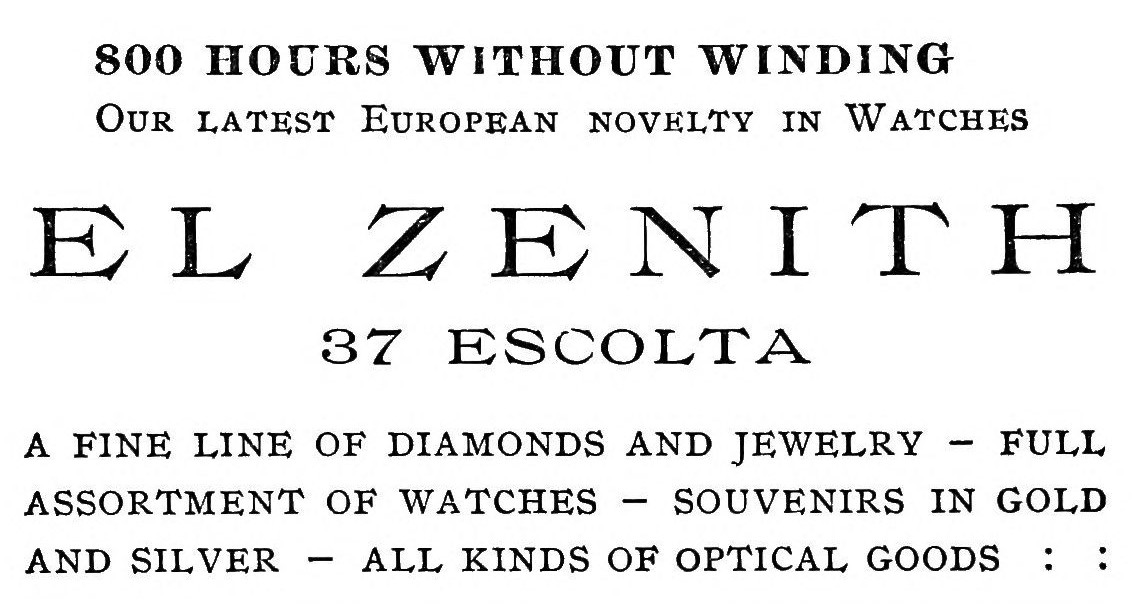 800 HOURS WITHOUT WINDING
OUR LATEST EUROPEAN NOVELTY IN WATCHES
EL ZENITH
37 ESCOLTA
A FINE LINE OF DIAMONDS AND JEWELRY – FULL
ASSORTMENT OF WATCHES – SOUVENIRS IN GOLD
AND SILVER – ALL KINDS OF OPTICAL GOODS : :